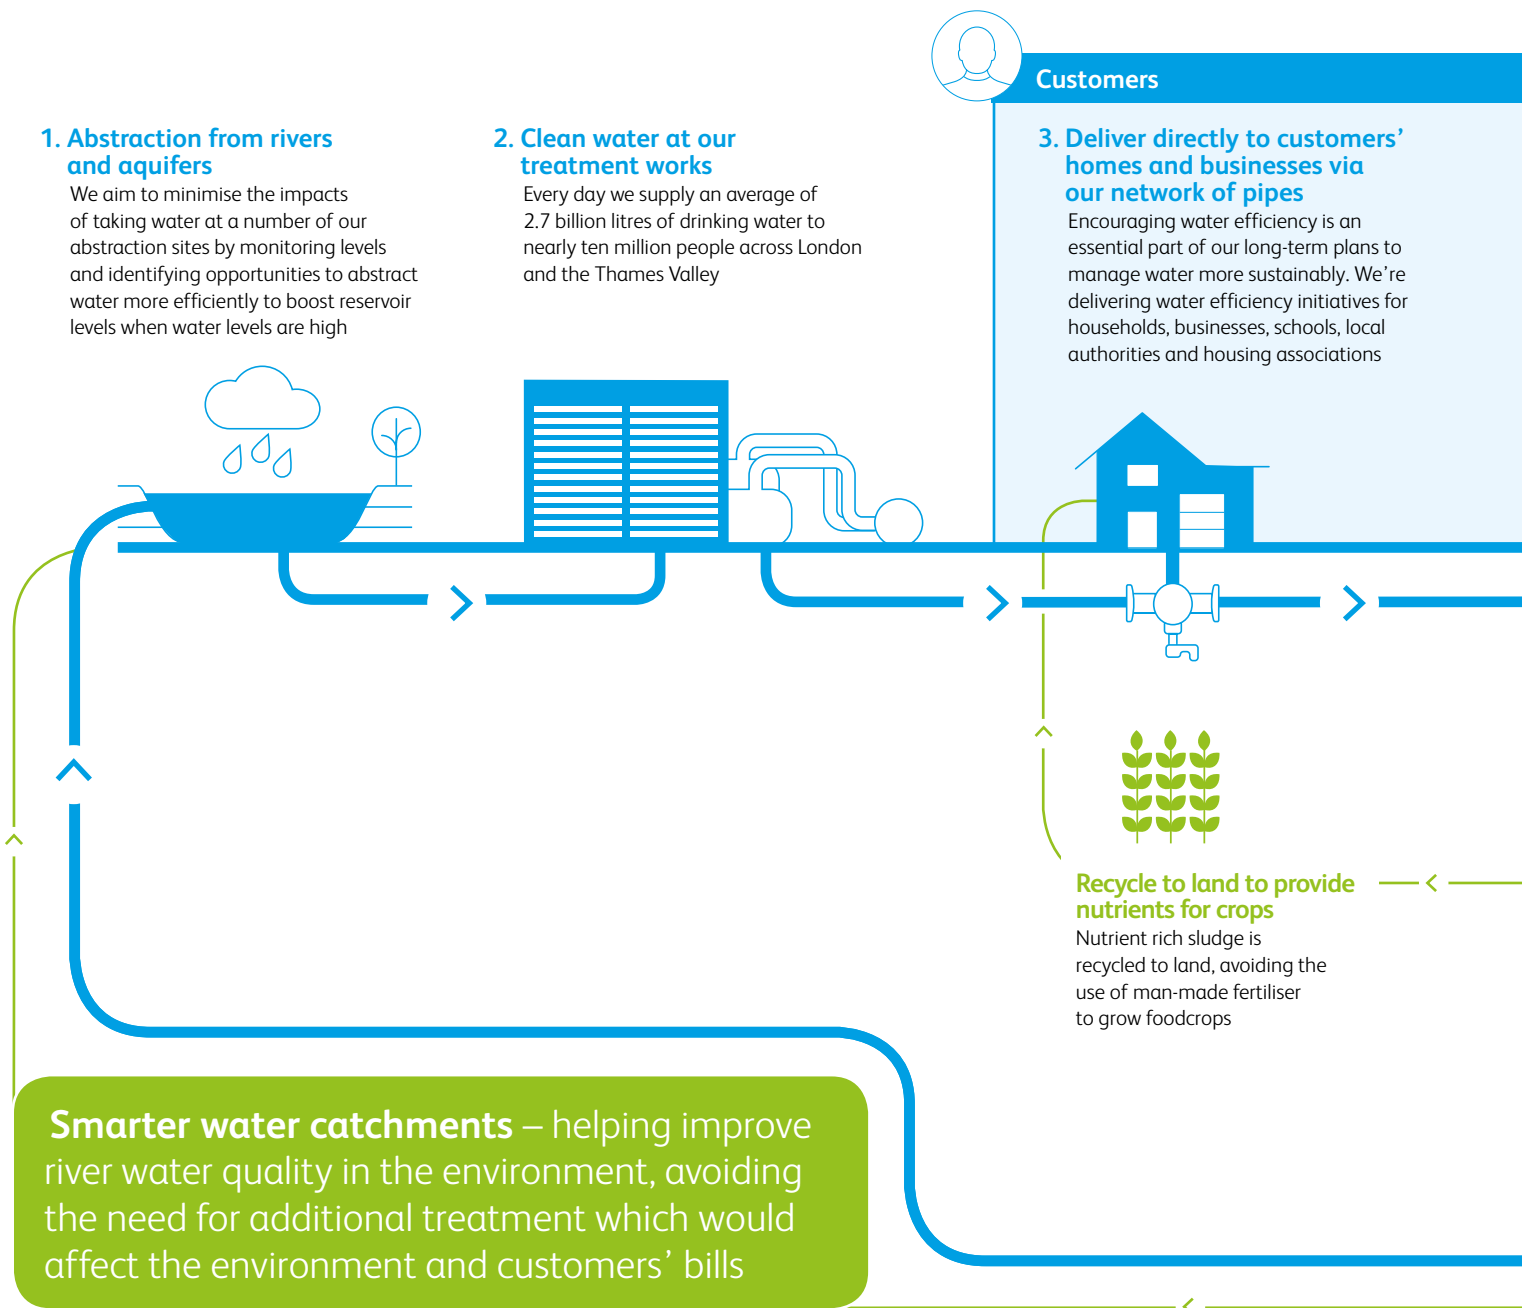 Customers
1. Abstraction from rivers
and aquifers
We aim to minimise the impacts
of taking water at a number of our
abstraction sites by monitoring levels
and identifying opportunities to abstract
water more efficiently to boost reservoir
levels when water levels are high
2. Clean water at our
treatment works
Every day we supply an average of
2.7 billion litres of drinking water to
nearly ten million people across London
and the Thames Valley
3. Deliver directly to customers’
homes and businesses via
our network of pipes
Encouraging water efficiency is an
essential part of our long-term plans to
manage water more sustainably. We’re
delivering water efficiency initiatives for
households, businesses, schools, local
authorities and housing associations
Recycle to land to provide
nutrients for crops
Nutrient rich sludge is
recycled to land, avoiding the
use of man-made fertiliser
to grow foodcrops
Smarter water catchments – helping improve
river water quality in the environment, avoiding
the need for additional treatment which would
affect the environment and customers’ bills